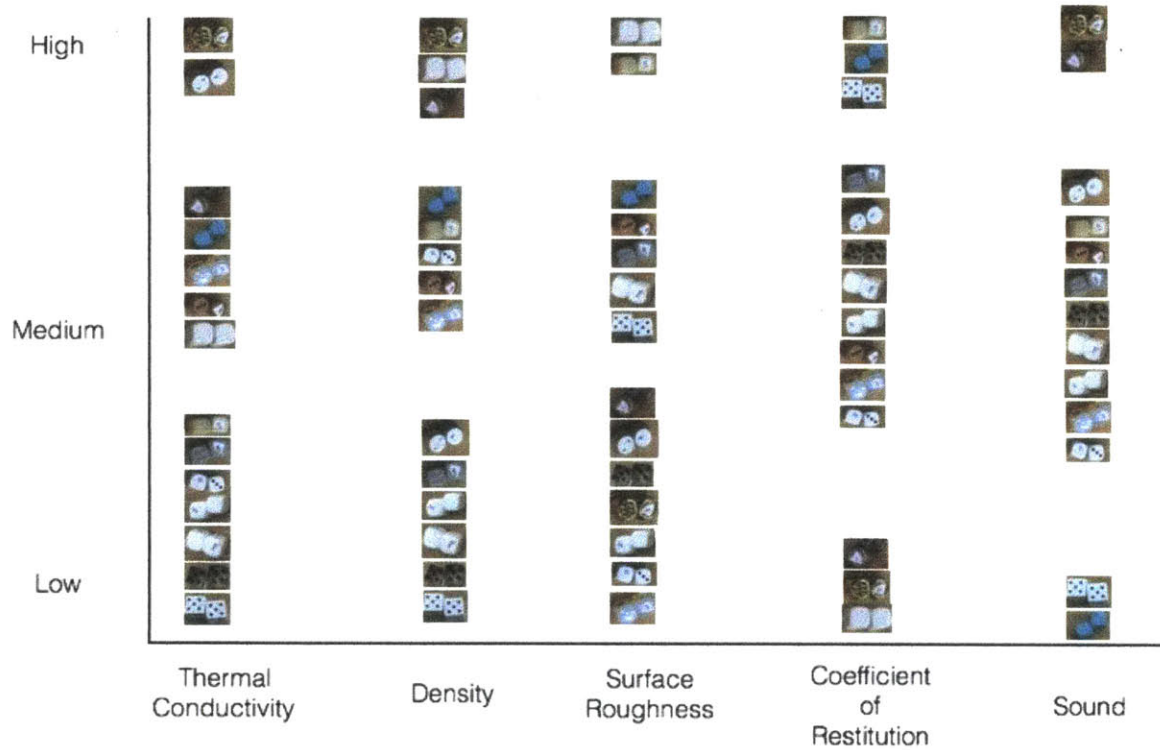 High
Medium
Low
Thermal
Conductivity
Density
Surface
Roughness
Coefficient
of
Restitution
Sound